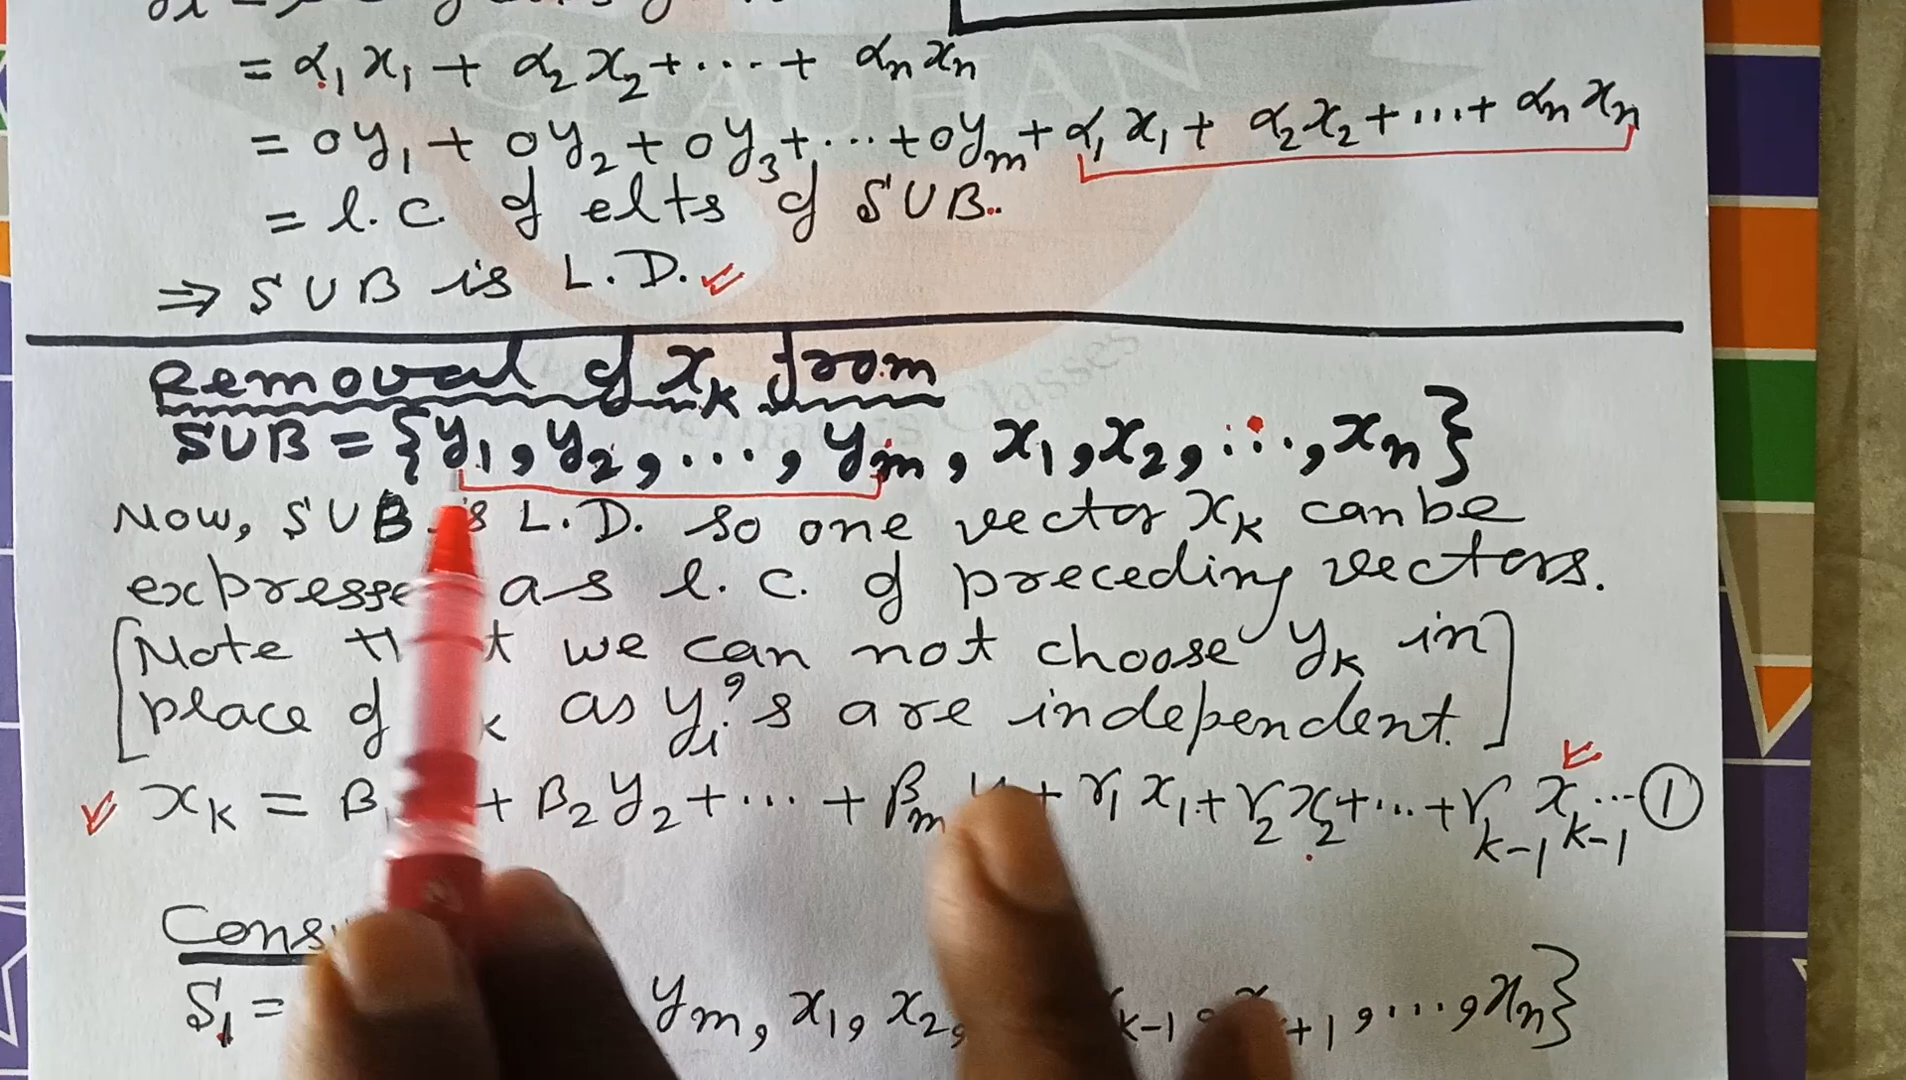 = α₁x₁ + α₂x₂ + ... + αₙxₙ
= 0y₁ + 0y₂ + 0y₃ + ... + 0yₘ + α₁x₁ + α₂x₂ + ... + αₙxₙ
= l.c. of elts of SUB.
⇒ SUB is L.D.
Removal of xₖ from
SUB = {y₁, y₂, ..., yₘ, x₁, x₂, ..., xₙ}
Now, SUB is L.D. so one vector xₖ can be
as l.c. of preceding vectors.
[Note we can not choose yₖ in
place of as yᵢ's are independent.]
xₖ = β + β₂y₂ + ... + βₘ + γ₁x₁ + γ₂x₂ + ... + γₖ₋₁xₖ₋₁ ... ①
S₁ = yₘ, x₁, x₂, ₖ₋₁, ₊₁, ..., xₙ}
Classes